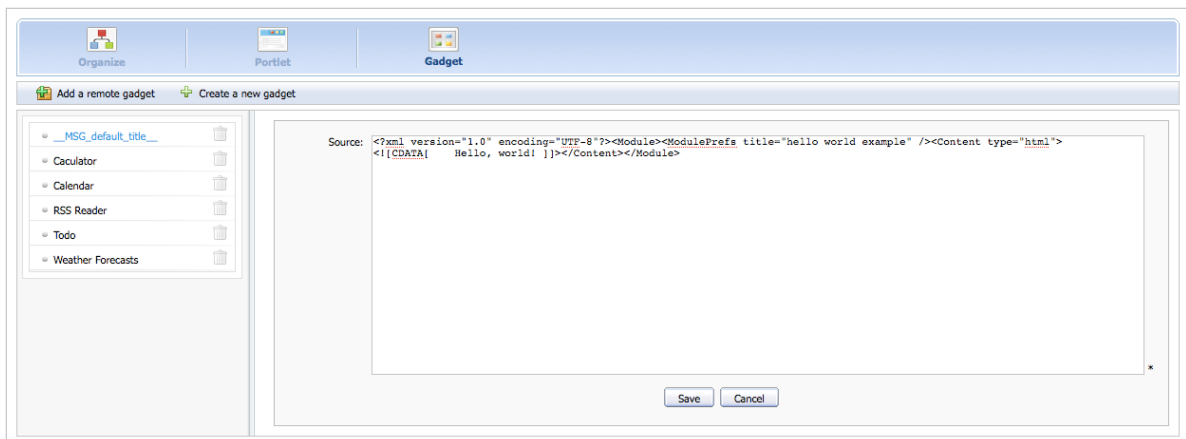 Organize Portlet Gadget
Add a remote gadget Create a new gadget
__MSG_default_title__
Caculator
Calendar
RSS Reader
Todo
Weather Forecasts
Source:
<?xml version="1.0" encoding="UTF-8"?><Module><ModulePrefs title="hello world example" /><Content type="html">
<![CDATA[    Hello, world! ]]></Content></Module>
*
Save Cancel